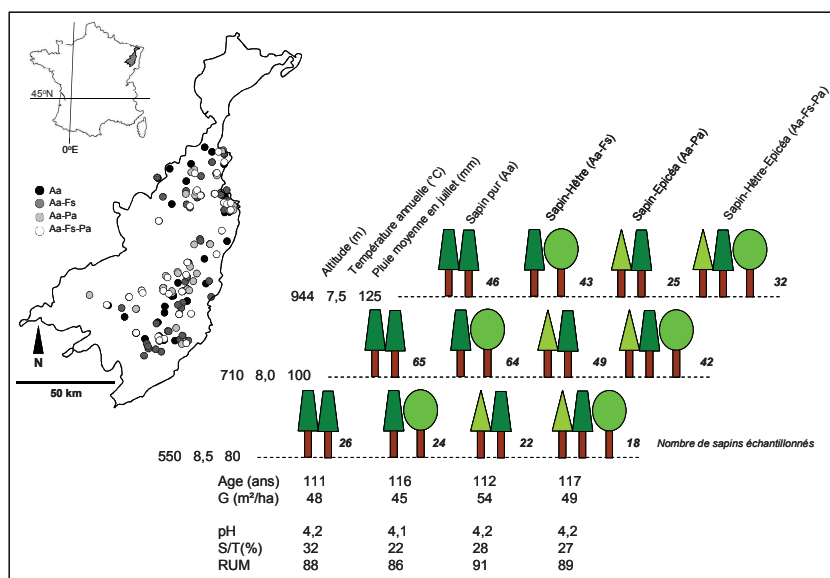 45ºN
0ºE
Aa
Aa-Fs
Aa-Pa
Aa-Fs-Pa
N
50 km
Altitude (m)
Température annuelle (°C)
Pluie moyenne en juillet (mm)
Sapin pur (Aa)
Sapin-Hêtre (Aa-Fs)
Sapin-Epicéa (Aa-Pa)
Sapin-Hêtre-Epicéa (Aa-Fs-Pa)
944 7,5 125 46 43 25 32
710 8,0 100 65 64 49 42
550 8,5 80 26 24 22 18 Nombre de sapins échantillonnés
Age (ans) 111 116 112 117
G (m²/ha) 48 45 54 49
pH 4,2 4,1 4,2 4,2
S/T(%) 32 22 28 27
RUM 88 86 91 89